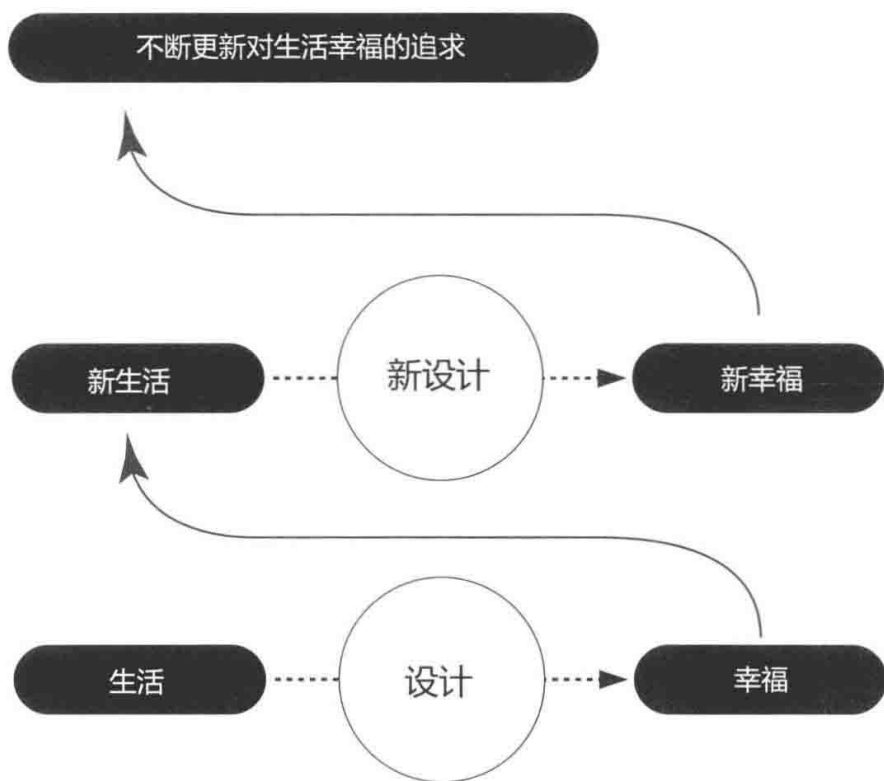 不断更新对生活幸福的追求
新生活
新设计
新幸福
生活
设计
幸福